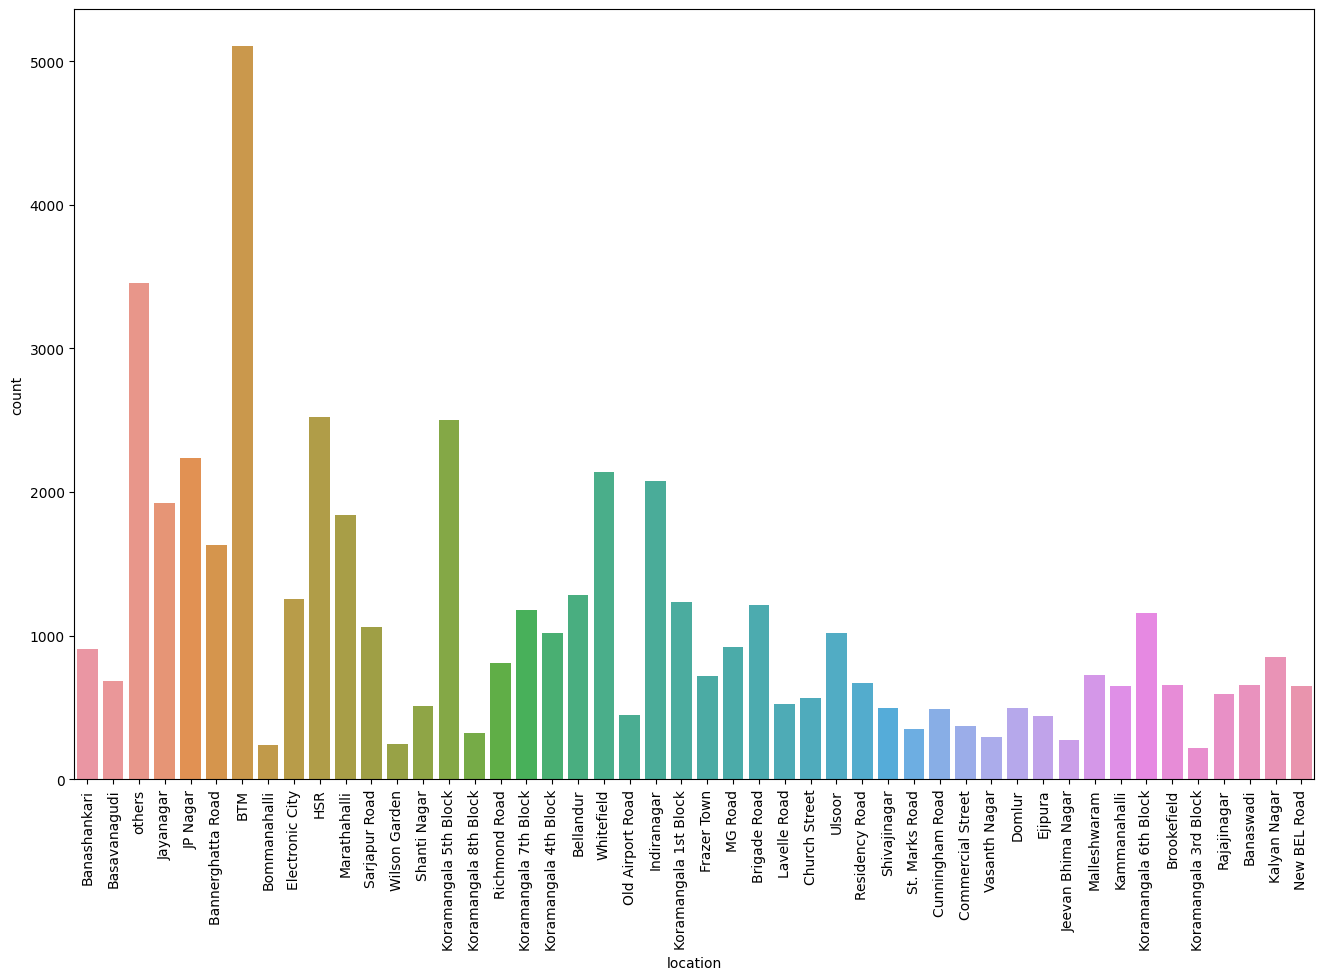 5000
4000
3000
2000
1000
0
count
Banashankari
Basavanagudi
others
Jayanagar
JP Nagar
Bannerghatta Road
BTM
Bommanahalli
Electronic City
HSR
Marathahalli
Sarjapur Road
Wilson Garden
Shanti Nagar
Koramangala 5th Block
Koramangala 8th Block
Richmond Road
Koramangala 7th Block
Koramangala 4th Block
Bellandur
Whitefield
Old Airport Road
Indiranagar
Koramangala 1st Block
Frazer Town
MG Road
Brigade Road
Lavelle Road
Church Street
Ulsoor
Residency Road
Shivajinagar
St. Marks Road
Cunningham Road
Commercial Street
Vasanth Nagar
Domlur
Ejipura
Jeevan Bhima Nagar
Malleshwaram
Kammanahalli
Koramangala 6th Block
Brookefield
Koramangala 3rd Block
Rajajinagar
Banaswadi
Kalyan Nagar
New BEL Road
location